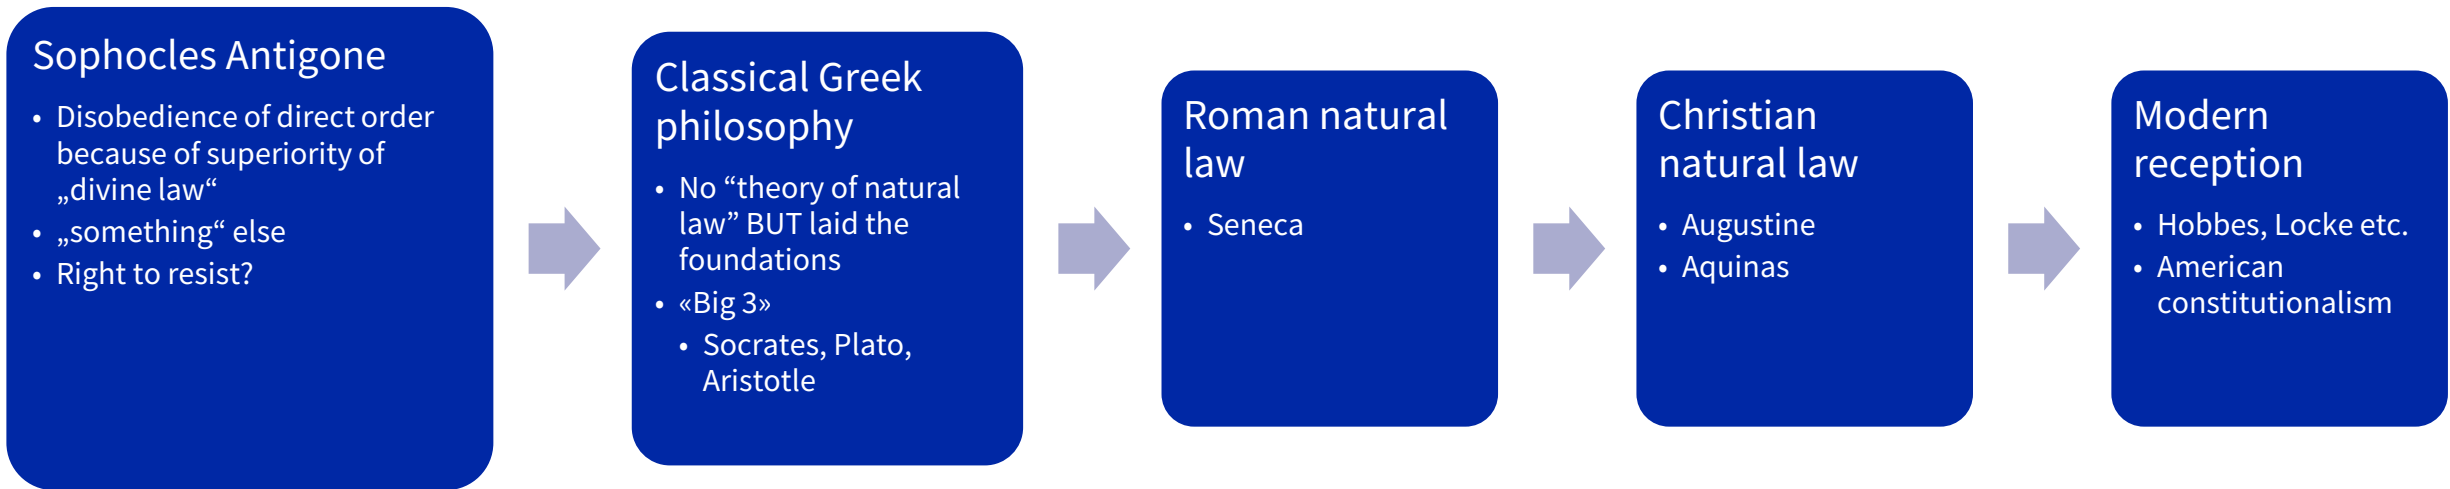 Sophocles Antigone
• Disobedience of direct order
because of superiority of
„divine law“
• „something“ else
• Right to resist?
Classical Greek
philosophy
• No “theory of natural
law” BUT laid the
foundations
• «Big 3»
• Socrates, Plato,
Aristotle
Roman natural
law
• Seneca
Christian
natural law
• Augustine
• Aquinas
Modern
reception
• Hobbes, Locke etc.
• American
constitutionalism